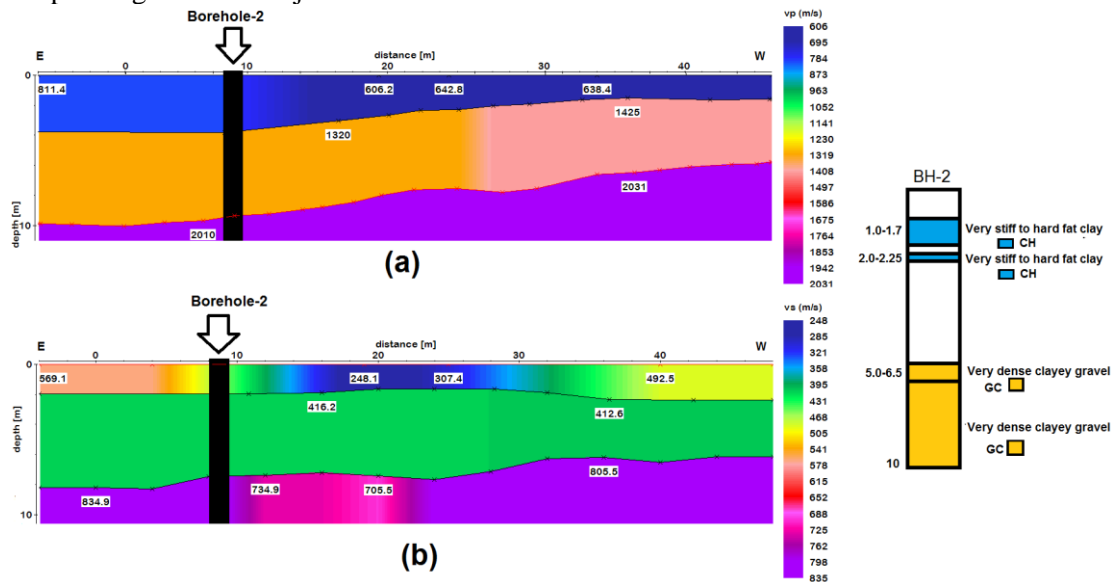 Borehole-2
E
distance [m]
W
0 10 20 30 40
0
811.4
606.2
642.8
638.4
1320
1425
2031
2010
10
depth [m]
(a)
vp (m/s)
606
695
784
873
963
1052
1141
1230
1319
1408
1497
1586
1675
1764
1853
1942
2031
Borehole-2
E
distance [m]
W
0 10 20 30 40
0
569.1
248.1
307.4
492.5
416.2
412.6
834.9
734.9
705.5
805.5
10
depth [m]
(b)
vs (m/s)
248
285
321
358
395
431
468
505
541
578
615
652
688
725
762
798
835
BH-2
1.0-1.7
Very stiff to hard fat clay
CH
2.0-2.25
Very stiff to hard fat clay
CH
5.0-6.5
Very dense clayey gravel
GC
Very dense clayey gravel
GC
10